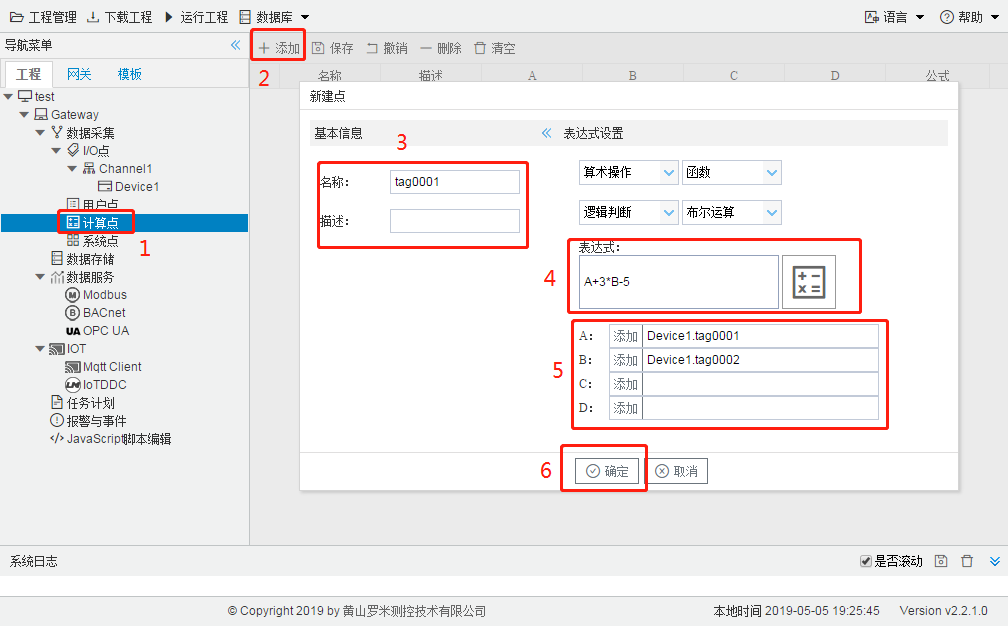 工程管理 下载工程 运行工程 数据库 语言 帮助
导航菜单
添加 保存 撤销 删除 清空
2
工程 网关 模板
名称 描述 A B C D 公式
test
Gateway
数据采集
I/O点
Channel1
Device1
用户点
计算点
1
系统点
数据存储
数据服务
Modbus
BACnet
UA OPC UA
IOT
Mqtt Client
IoTDDC
任务计划
报警与事件
JavaScript脚本编辑
新建点
基本信息
3
表达式设置
名称: tag0001
描述:
算术操作 函数
逻辑判断 布尔运算
4
表达式:
A+3*B-5
5
A: 添加 Device1.tag0001
B: 添加 Device1.tag0002
C: 添加
D: 添加
6
确定 取消
系统日志
是否滚动
© Copyright 2019 by 黄山罗米测控技术有限公司
本地时间 2019-05-05 19:25:45 Version v2.2.1.0